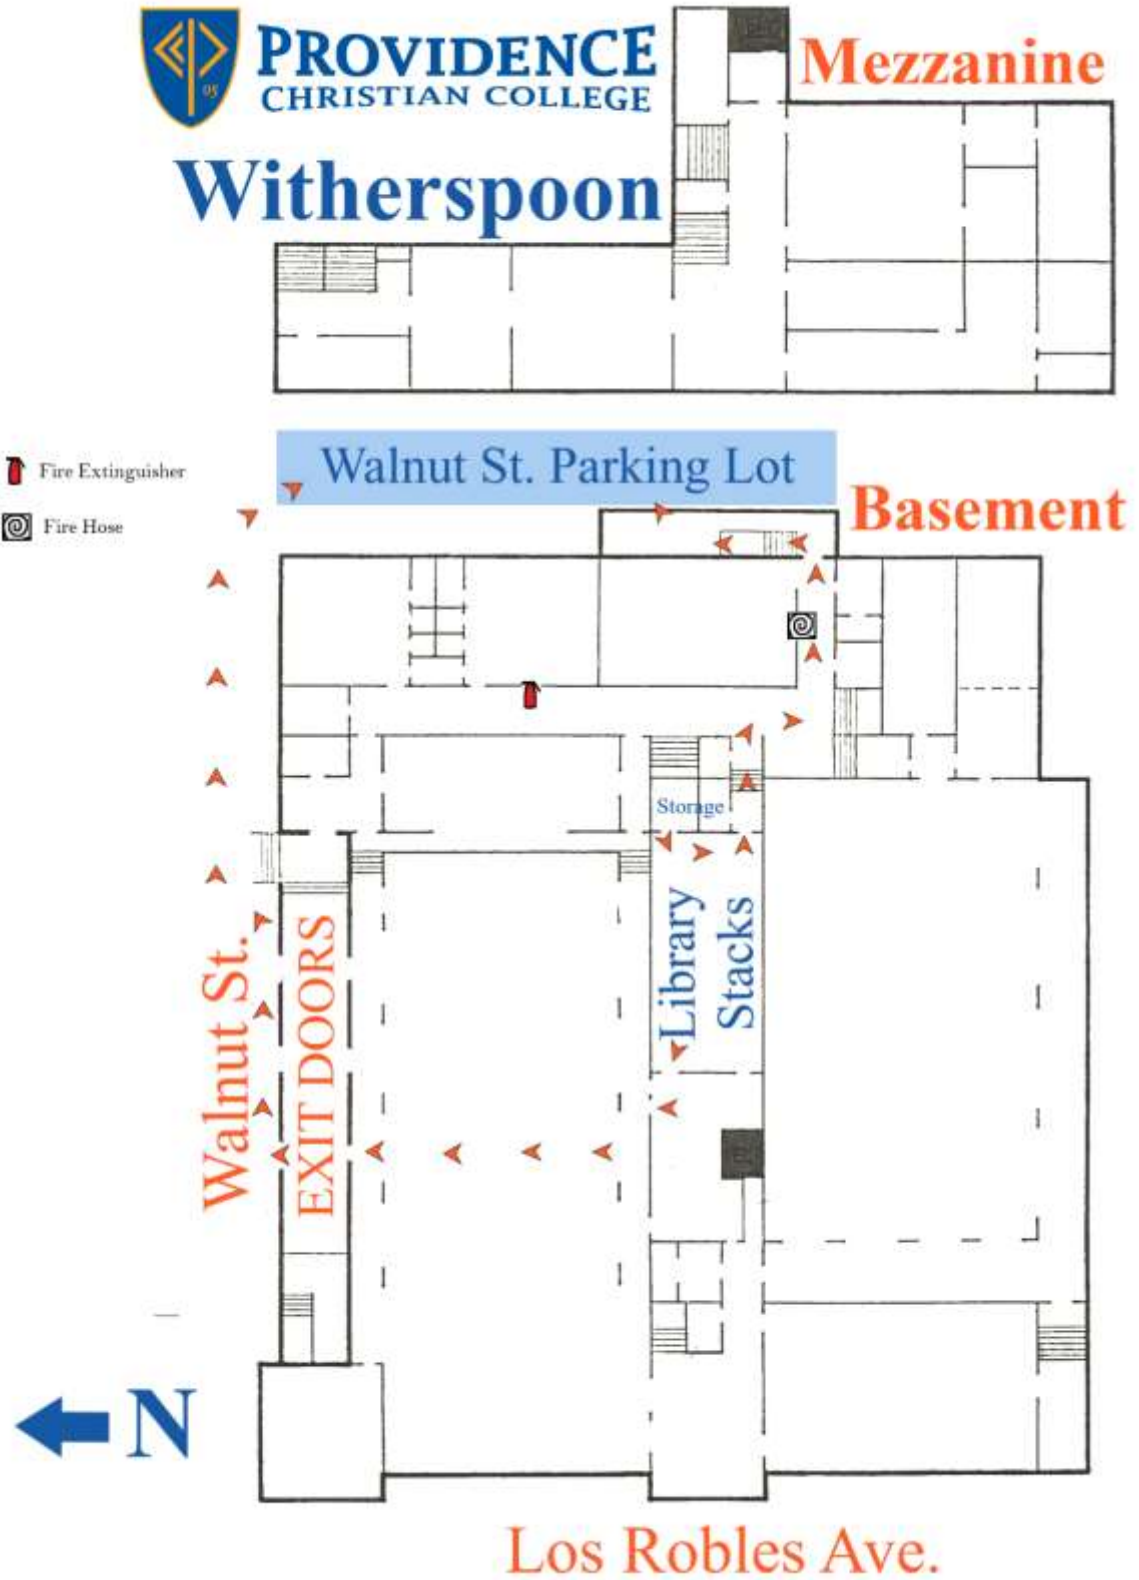 PROVIDENCE
CHRISTIAN COLLEGE
05
Witherspoon
Mezzanine
Fire Extinguisher
Fire Hose
Walnut St. Parking Lot
Basement
Storage
Library
Stacks
Walnut St.
EXIT DOORS
N
Los Robles Ave.